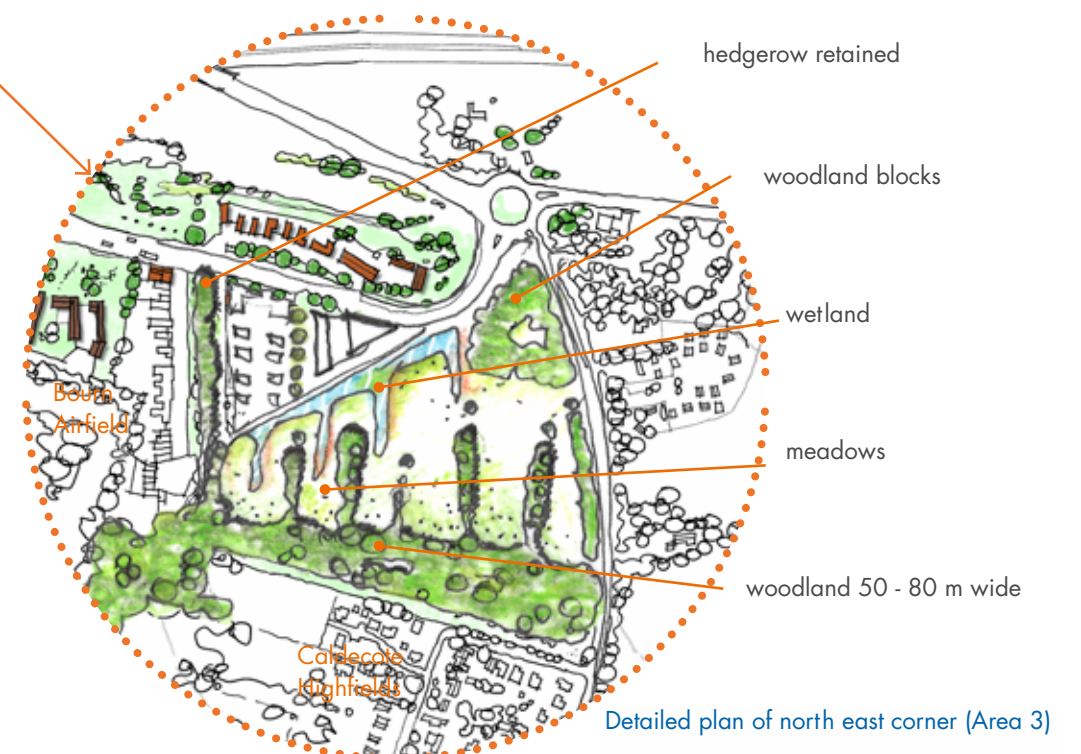 hedgerow retained
woodland blocks
wetland
meadows
woodland 50 - 80 m wide
Bourn
Airfield
Caldecote
Highfields
Detailed plan of north east corner (Area 3)